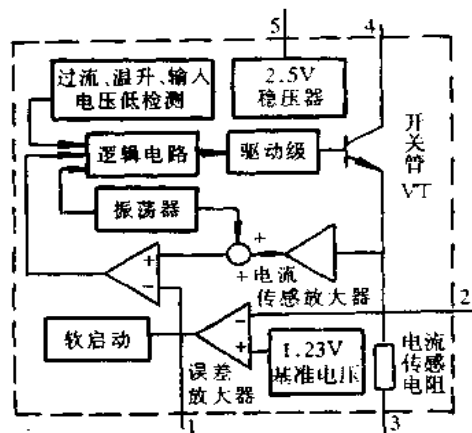 5
4
过流、温升、输入
电压低检测
2.5V
稳压器
开
关
管
VT
逻辑电路
驱动级
振荡器
+
+
+
−
电流
传感放大器
2
软启动
−
+
误差
放大器
1.23V
基准电压
电流
传感
电阻
1
3